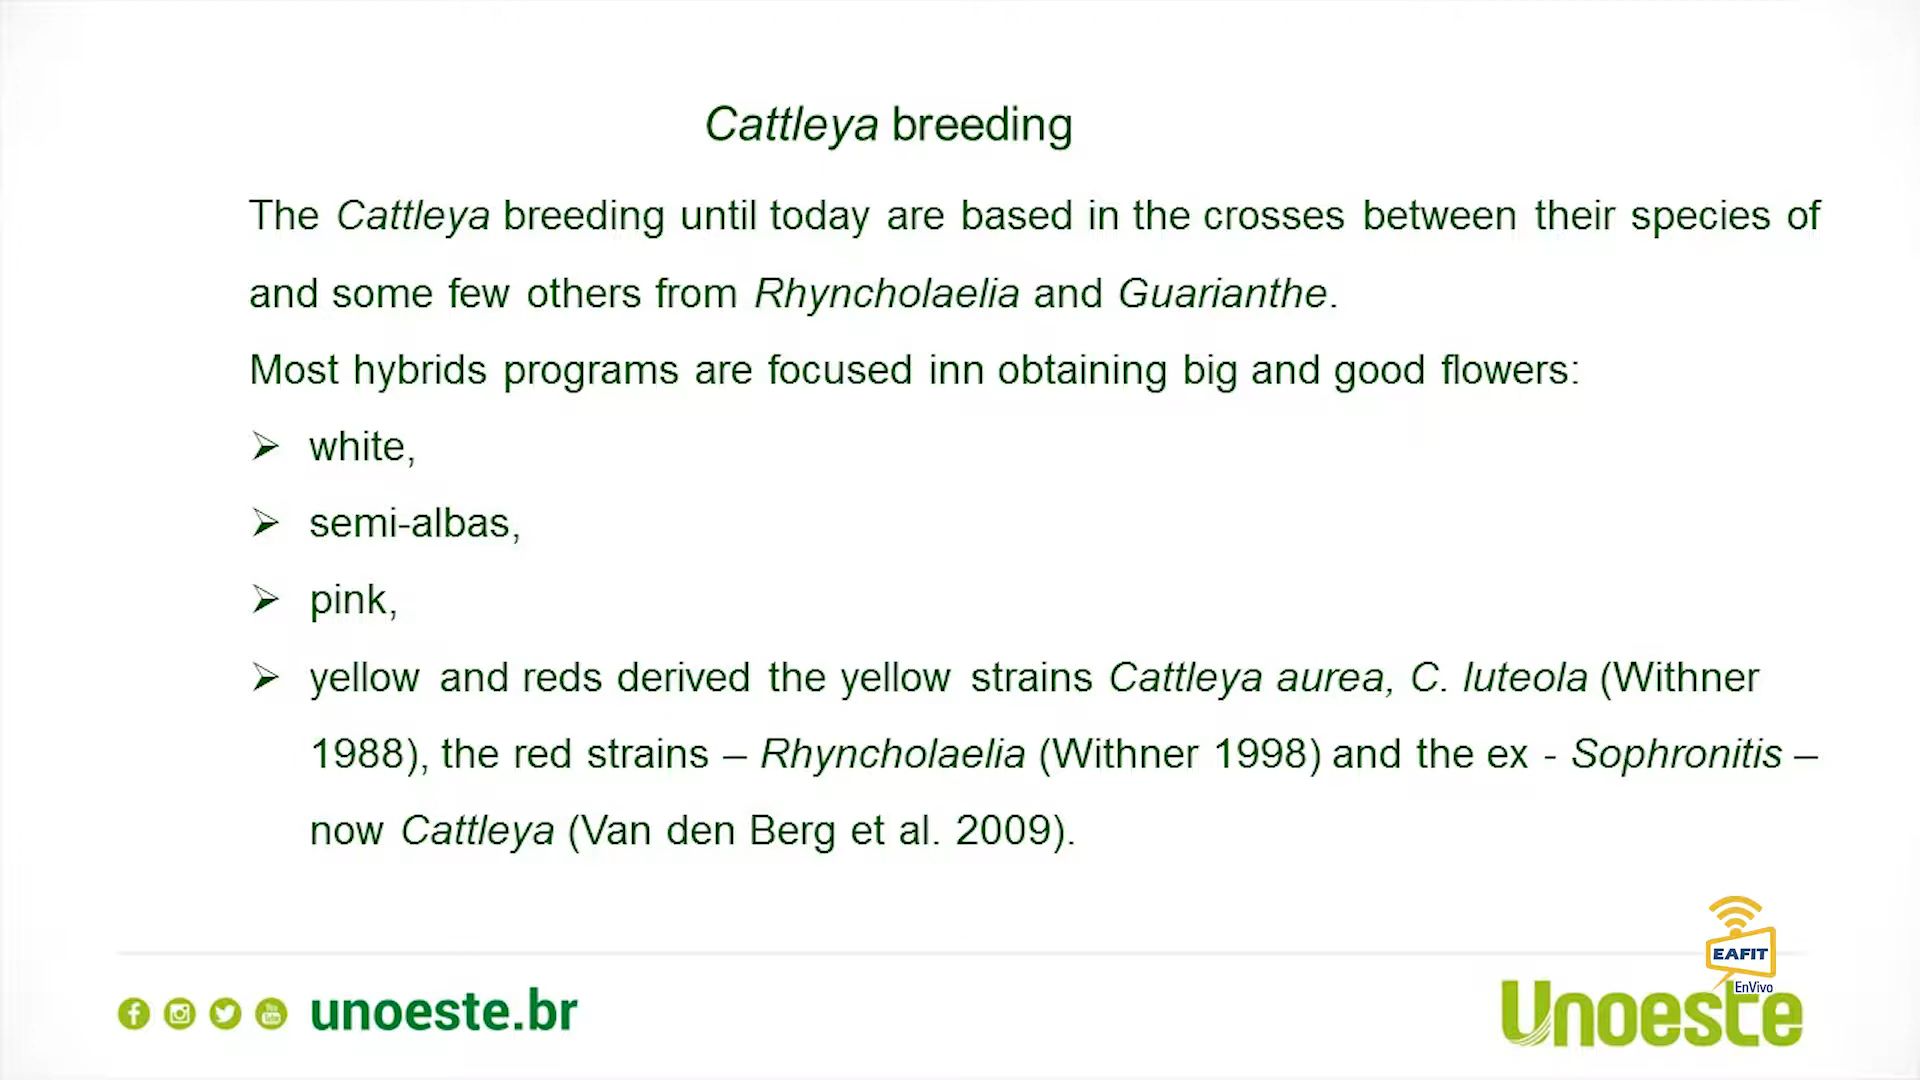 Cattleya breeding
The Cattleya breeding until today are based in the crosses between their species of
and some few others from Rhyncholaelia and Guarianthe.
Most hybrids programs are focused inn obtaining big and good flowers:
➢ white,
➢ semi-albas,
➢ pink,
➢ yellow and reds derived the yellow strains Cattleya aurea, C. luteola (Withner
1988), the red strains – Rhyncholaelia (Withner 1998) and the ex - Sophronitis –
now Cattleya (Van den Berg et al. 2009).
EAFIT
EnVivo
unoeste.br
Unoeste